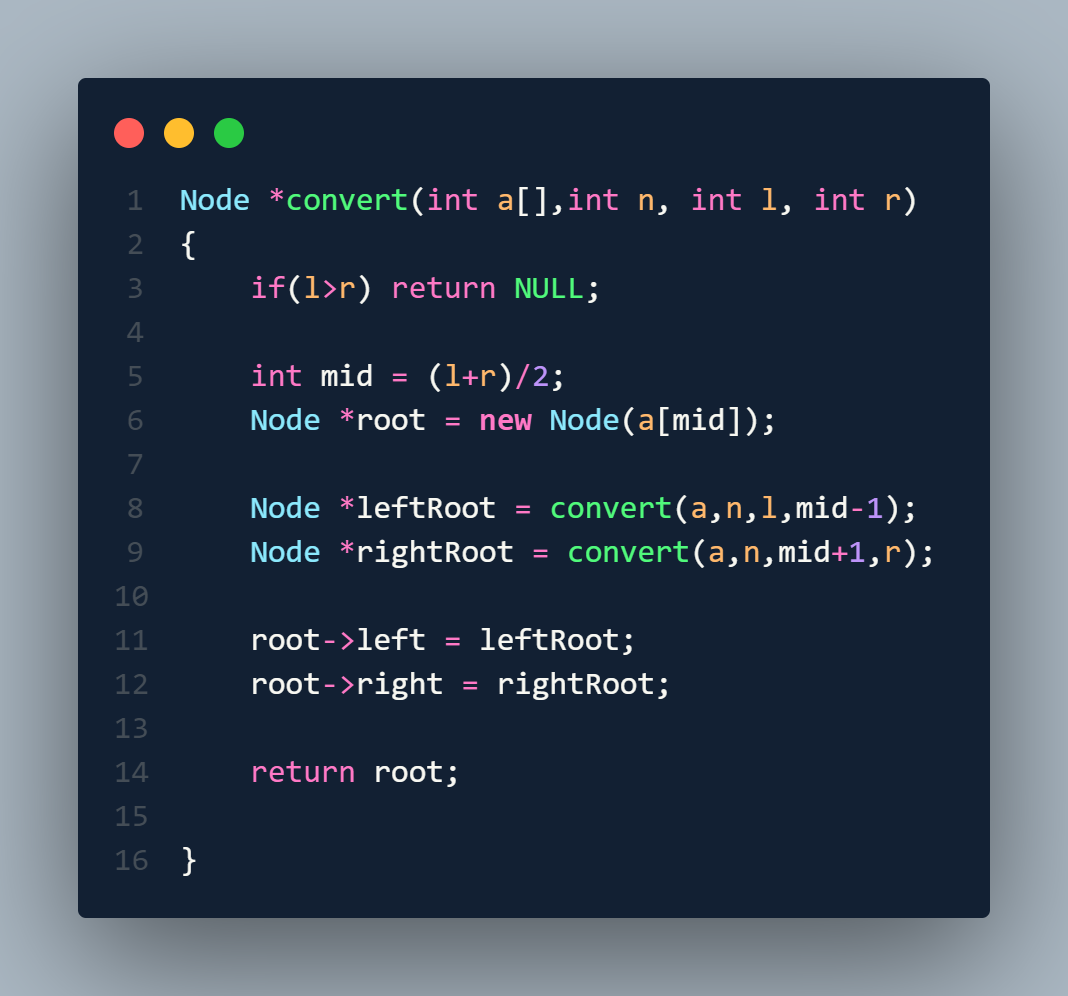 1 Node *convert(int a[],int n, int l, int r)
2 {
3     if(l>r) return NULL;
4
5     int mid = (l+r)/2;
6     Node *root = new Node(a[mid]);
7
8     Node *leftRoot = convert(a,n,l,mid-1);
9     Node *rightRoot = convert(a,n,mid+1,r);
10
11     root->left = leftRoot;
12     root->right = rightRoot;
13
14     return root;
15
16 }